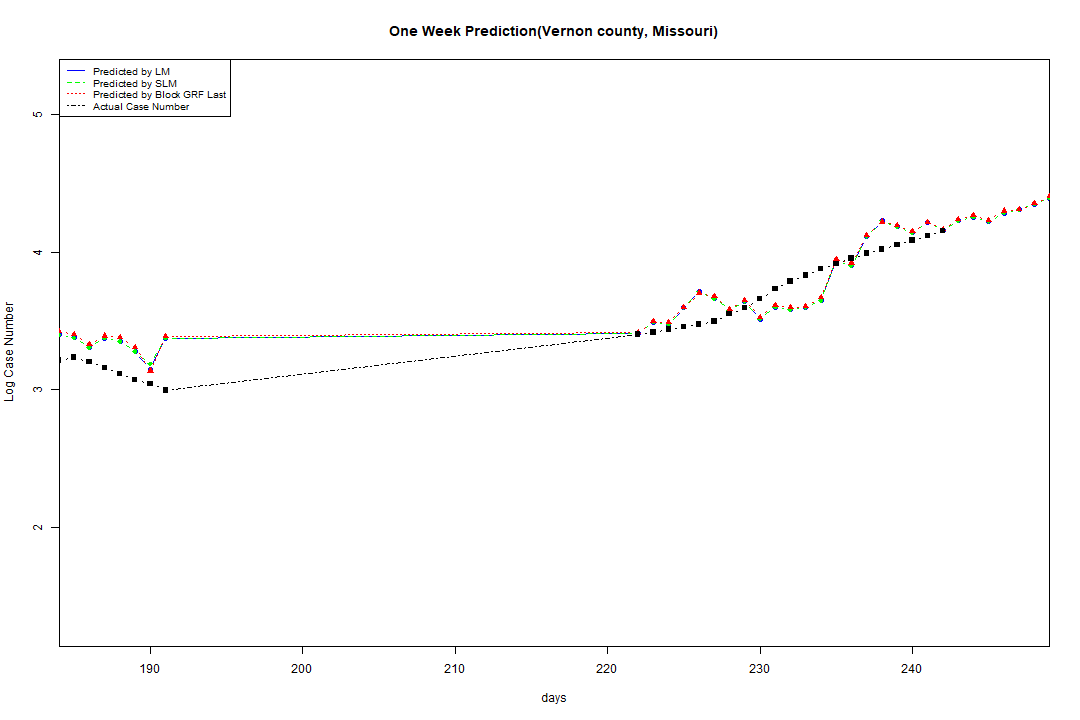 One Week Prediction(Vernon county, Missouri)
Predicted by LM
Predicted by SLM
Predicted by Block GRF Last
Actual Case Number
5
4
3
2
Log Case Number
190 200 210 220 230 240
days